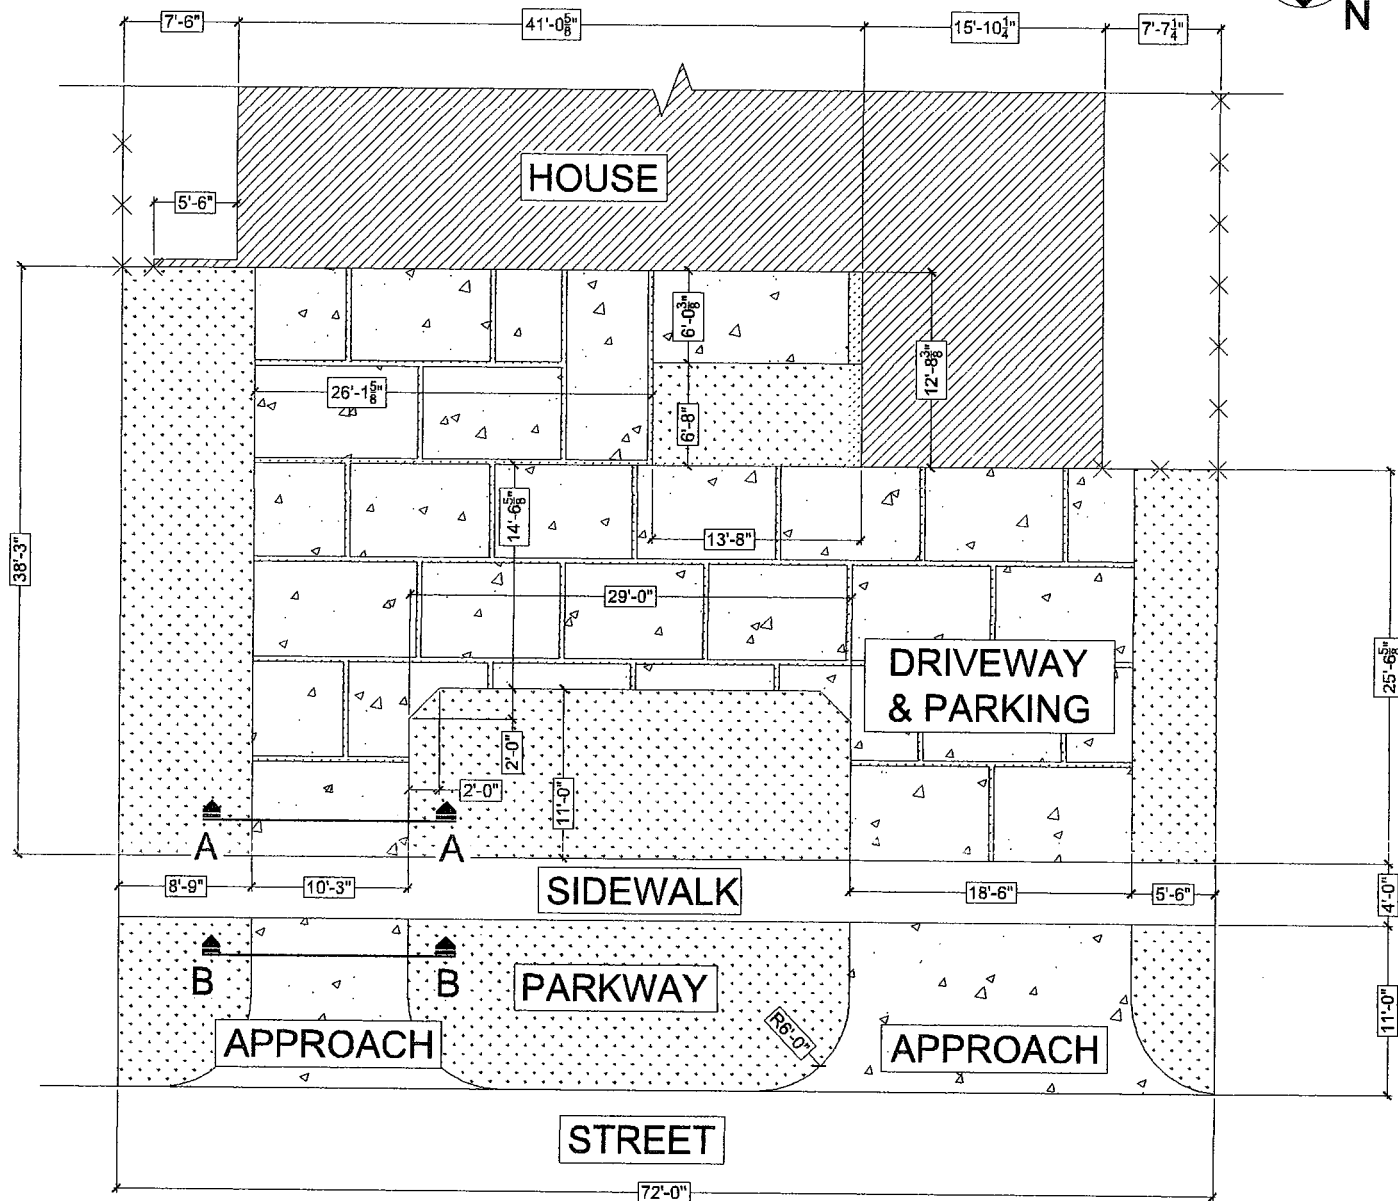 N
7'-6"
41'-0 5/8"
15'-10 1/4"
7'-7 1/4"
HOUSE
5'-6"
6'-0 3/8"
12'-8 3/8"
26'-1 5/8"
6'-8"
14'-6 5/8"
13'-8"
38'-3"
29'-0"
DRIVEWAY
& PARKING
25'-6 5/8"
2'-0"
2'-0"
11'-0"
A
A
8'-9"
10'-3"
SIDEWALK
18'-6"
5'-6"
4'-0"
B
B
PARKWAY
R6'-0"
11'-0"
APPROACH
APPROACH
STREET
72'-0"